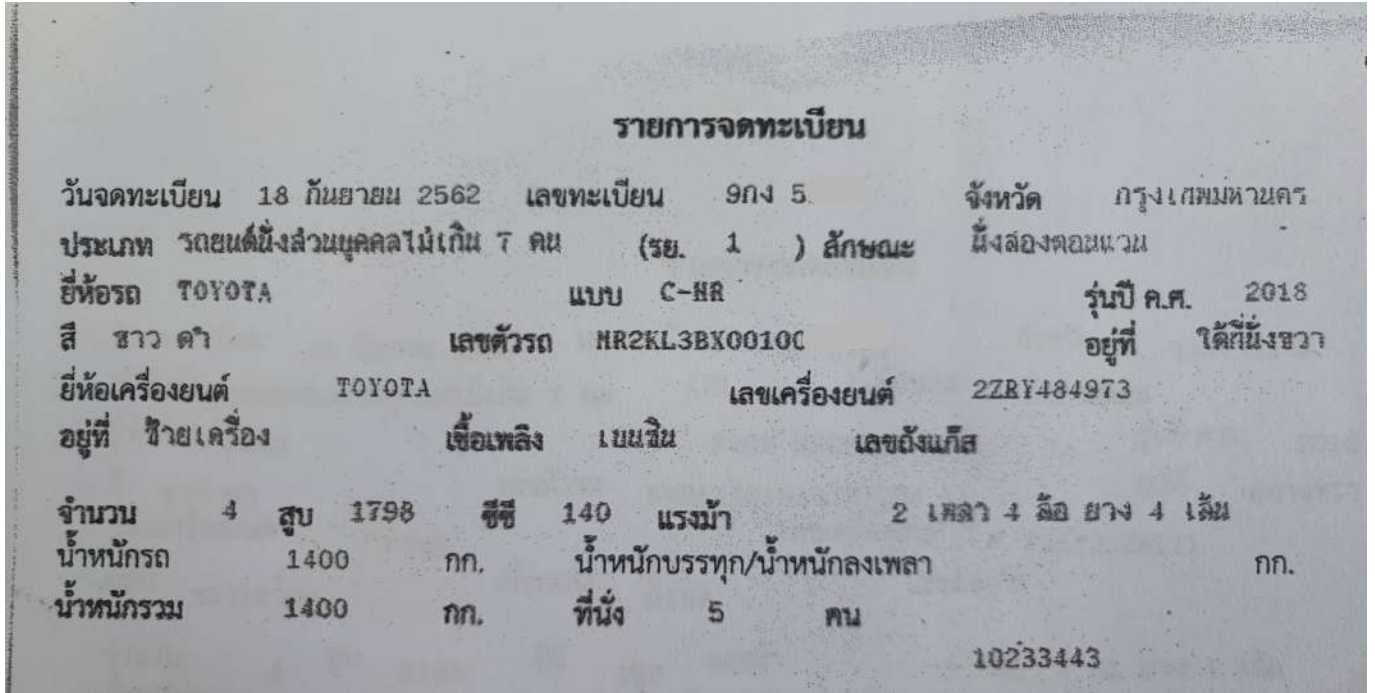 รายการจดทะเบียน
วันจดทะเบียน 18 กันยายน 2562 เลขทะเบียน 9กง 5 จังหวัด กรุงเทพมหานคร
ประเภท รถยนต์นั่งส่วนบุคคลไม่เกิน 7 คน (รย. 1 ) ลักษณะ นั่งสองตอนแวน
ยี่ห้อรถ TOYOTA แบบ C-HR รุ่นปี ค.ศ. 2018
สี ขาว ดำ เลขตัวรถ MR2KL3BX00100 อยู่ที่ ใต้ที่นั่งขวา
ยี่ห้อเครื่องยนต์ TOYOTA เลขเครื่องยนต์ 2ZRY484973
อยู่ที่ ซ้ายเครื่อง เชื้อเพลิง เบนซิน เลขถังแก๊ส
จำนวน 4 สูบ 1798 ซีซี 140 แรงม้า 2 เพลา 4 ล้อ ยาง 4 เส้น
น้ำหนักรถ 1400 กก. น้ำหนักบรรทุก/น้ำหนักลงเพลา กก.
น้ำหนักรวม 1400 กก. ที่นั่ง 5 คน
10233443